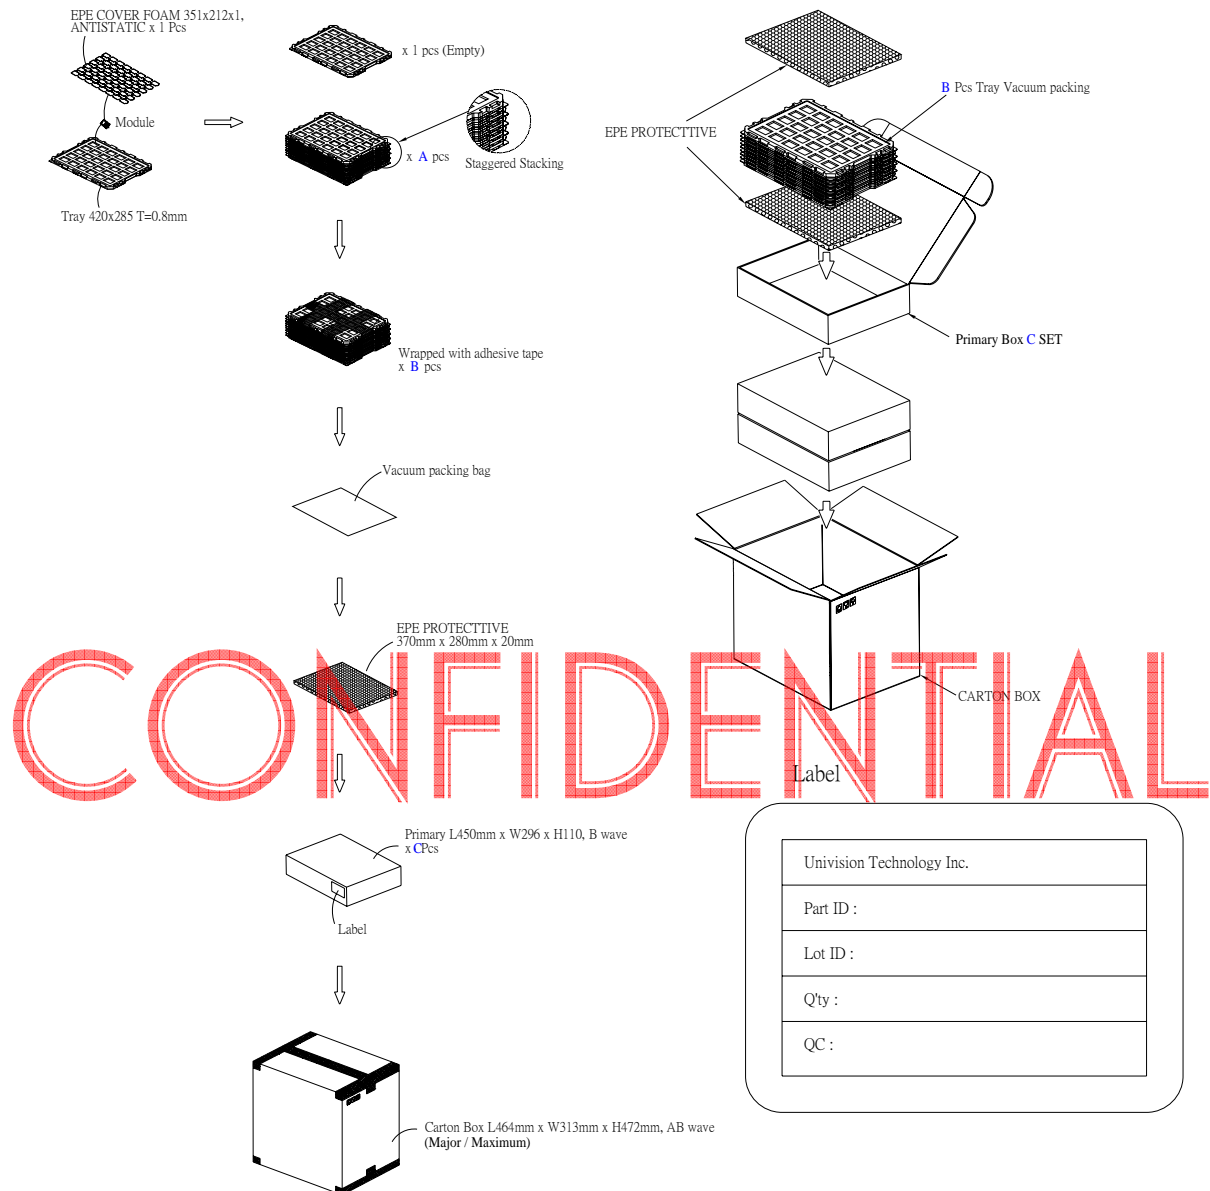 EPE COVER FOAM 351x212x1,
ANTISTATIC x 1 Pcs
Module
Tray 420x285 T=0.8mm
x 1 pcs (Empty)
x A pcs
Staggered Stacking
Wrapped with adhesive tape
x B pcs
Vacuum packing bag
EPE PROTECTTIVE
370mm x 280mm x 20mm
Primary L450mm x W296 x H110, B wave
x CPcs
Label
Carton Box L464mm x W313mm x H472mm, AB wave
(Major / Maximum)
B Pcs Tray Vacuum packing
EPE PROTECTTIVE
Primary Box C SET
CARTON BOX
CONFIDENTIAL
Label
Univision Technology Inc.
Part ID :
Lot ID :
Q'ty :
QC :